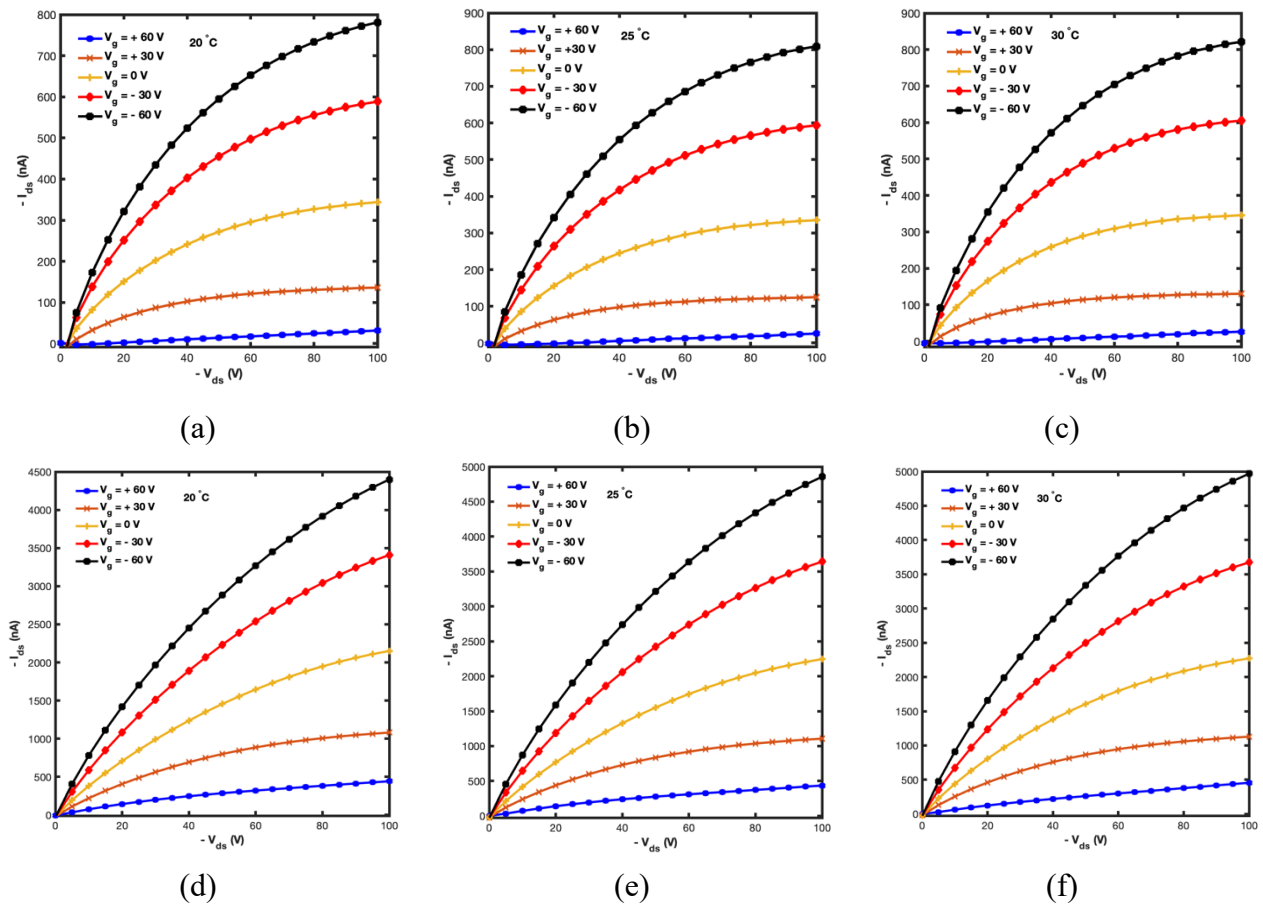 800
700
600
500
400
300
200
100
0
- I_ds (nA)
V_g = + 60 V
V_g = + 30 V
V_g = 0 V
V_g = - 30 V
V_g = - 60 V
20 °C
0 20 40 60 80 100
- V_ds (V)
(a)
900
800
700
600
500
400
300
200
100
0
- I_ds (nA)
V_g = + 60 V
V_g = +30 V
V_g = 0 V
V_g = - 30 V
V_g = - 60 V
25 °C
0 20 40 60 80 100
- V_ds (V)
(b)
900
800
700
600
500
400
300
200
100
0
- I_ds (nA)
V_g = + 60 V
V_g = + 30 V
V_g = 0 V
V_g = - 30 V
V_g = - 60 V
30 °C
0 20 40 60 80 100
- V_ds (V)
(c)
4500
4000
3500
3000
2500
2000
1500
1000
500
0
- I_ds (nA)
V_g = + 60 V
V_g = + 30 V
V_g = 0 V
V_g = - 30 V
V_g = - 60 V
20 °C
0 20 40 60 80 100
- V_ds (V)
(d)
5000
4500
4000
3500
3000
2500
2000
1500
1000
500
0
- I_ds (nA)
V_g = + 60 V
V_g = + 30 V
V_g = 0 V
V_g = - 30 V
V_g = - 60 V
25 °C
0 20 40 60 80 100
- V_ds (V)
(e)
5000
4500
4000
3500
3000
2500
2000
1500
1000
500
0
- I_ds (nA)
V_g = + 60 V
V_g = + 30 V
V_g = 0 V
V_g = - 30 V
V_g = - 60 V
30 °C
0 20 40 60 80 100
- V_ds (V)
(f)